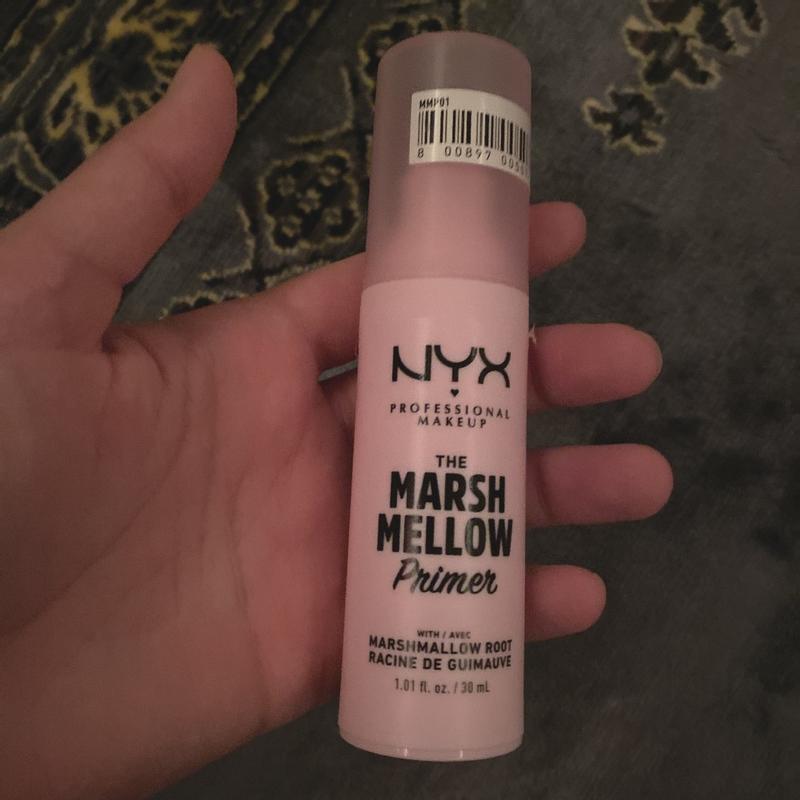 MMP01
8 00897 00
NYX
PROFESSIONAL
MAKEUP
THE
MARSH
MELLOW
Primer
WITH / AVEC
MARSHMALLOW ROOT
RACINE DE GUIMAUVE
1.01 fl. oz. / 30 mL